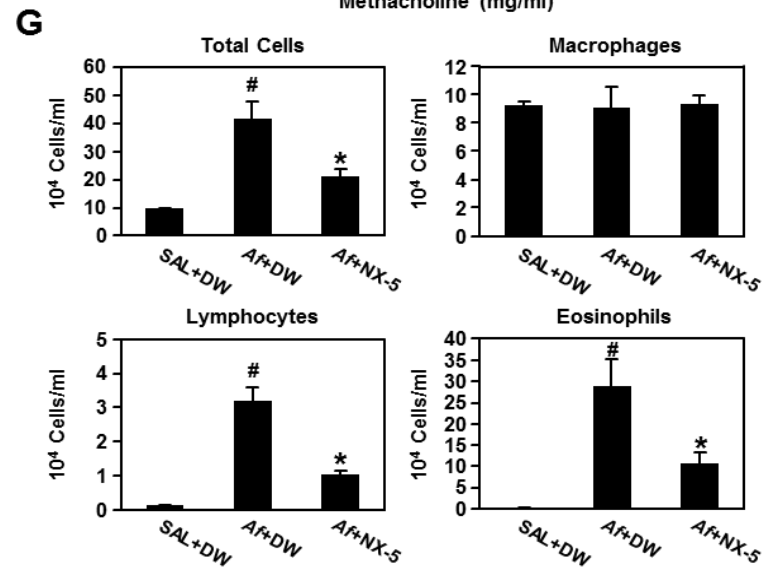 Methacholine (mg/ml)
G
Total Cells
60
50
40
30
20
10
0
10⁴ Cells/ml
#
*
SAL+DW
Af+DW
Af+NX-5
Macrophages
12
10
8
6
4
2
0
10⁴ Cells/ml
SAL+DW
Af+DW
Af+NX-5
Lymphocytes
5
4
3
2
1
0
10⁴ Cells/ml
#
*
SAL+DW
Af+DW
Af+NX-5
Eosinophils
40
35
30
25
20
15
10
5
0
10⁴ Cells/ml
#
*
SAL+DW
Af+DW
Af+NX-5